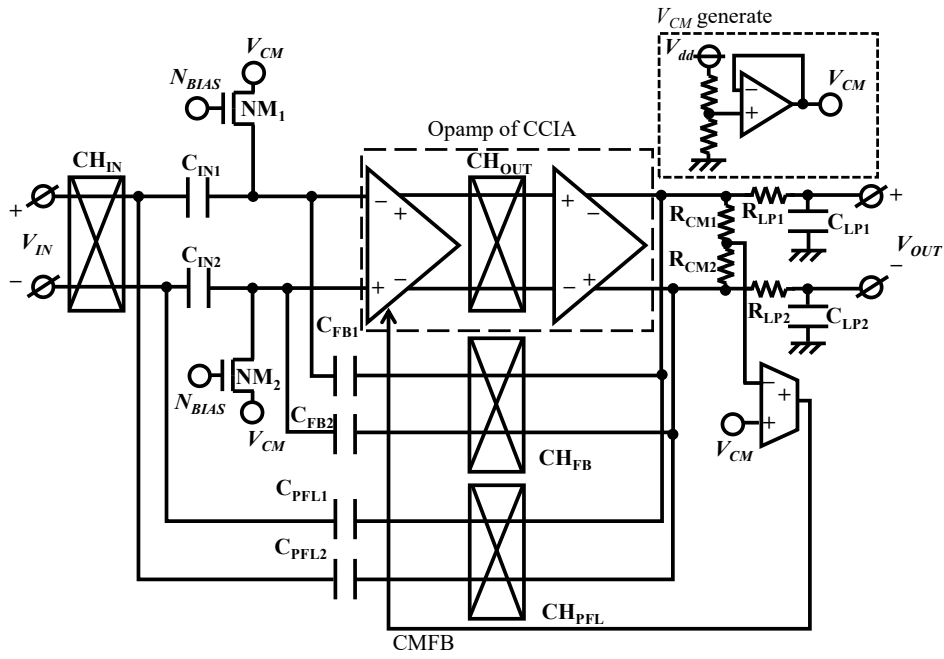 V_CM generate
V_dd
−
+
V_CM
V_CM
N_BIAS
NM_1
Opamp of CCIA
CH_IN
C_IN1
CH_OUT
+
V_IN
−
−
+
+
−
R_CM1
R_LP1
C_LP1
+
C_IN2
+
−
−
+
R_CM2
R_LP2
C_LP2
V_OUT
−
C_FB1
NM_2
N_BIAS
V_CM
C_FB2
CH_FB
−
+
+
V_CM
C_PFL1
C_PFL2
CH_PFL
CMFB